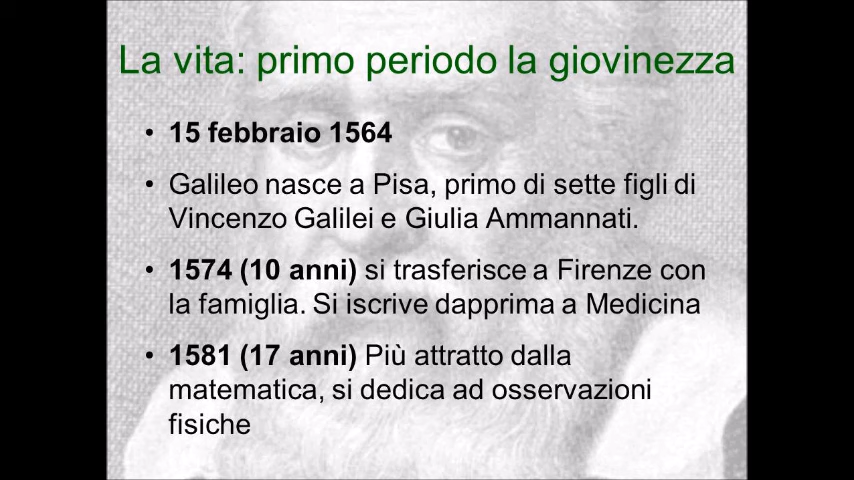 La vita: primo periodo la giovinezza
• 15 febbraio 1564
• Galileo nasce a Pisa, primo di sette figli di
Vincenzo Galilei e Giulia Ammannati.
• 1574 (10 anni) si trasferisce a Firenze con
la famiglia. Si iscrive dapprima a Medicina
• 1581 (17 anni) Più attratto dalla
matematica, si dedica ad osservazioni
fisiche